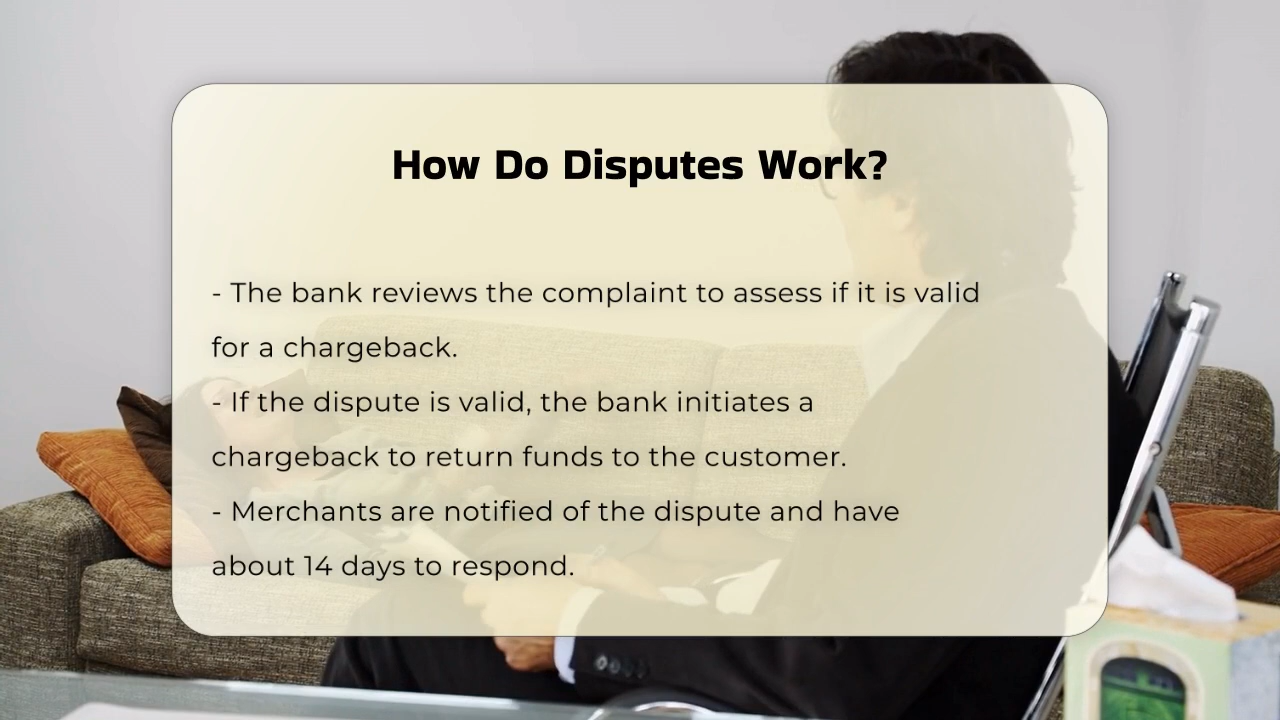 How Do Disputes Work?
- The bank reviews the complaint to assess if it is valid
for a chargeback.
- If the dispute is valid, the bank initiates a
chargeback to return funds to the customer.
- Merchants are notified of the dispute and have
about 14 days to respond.